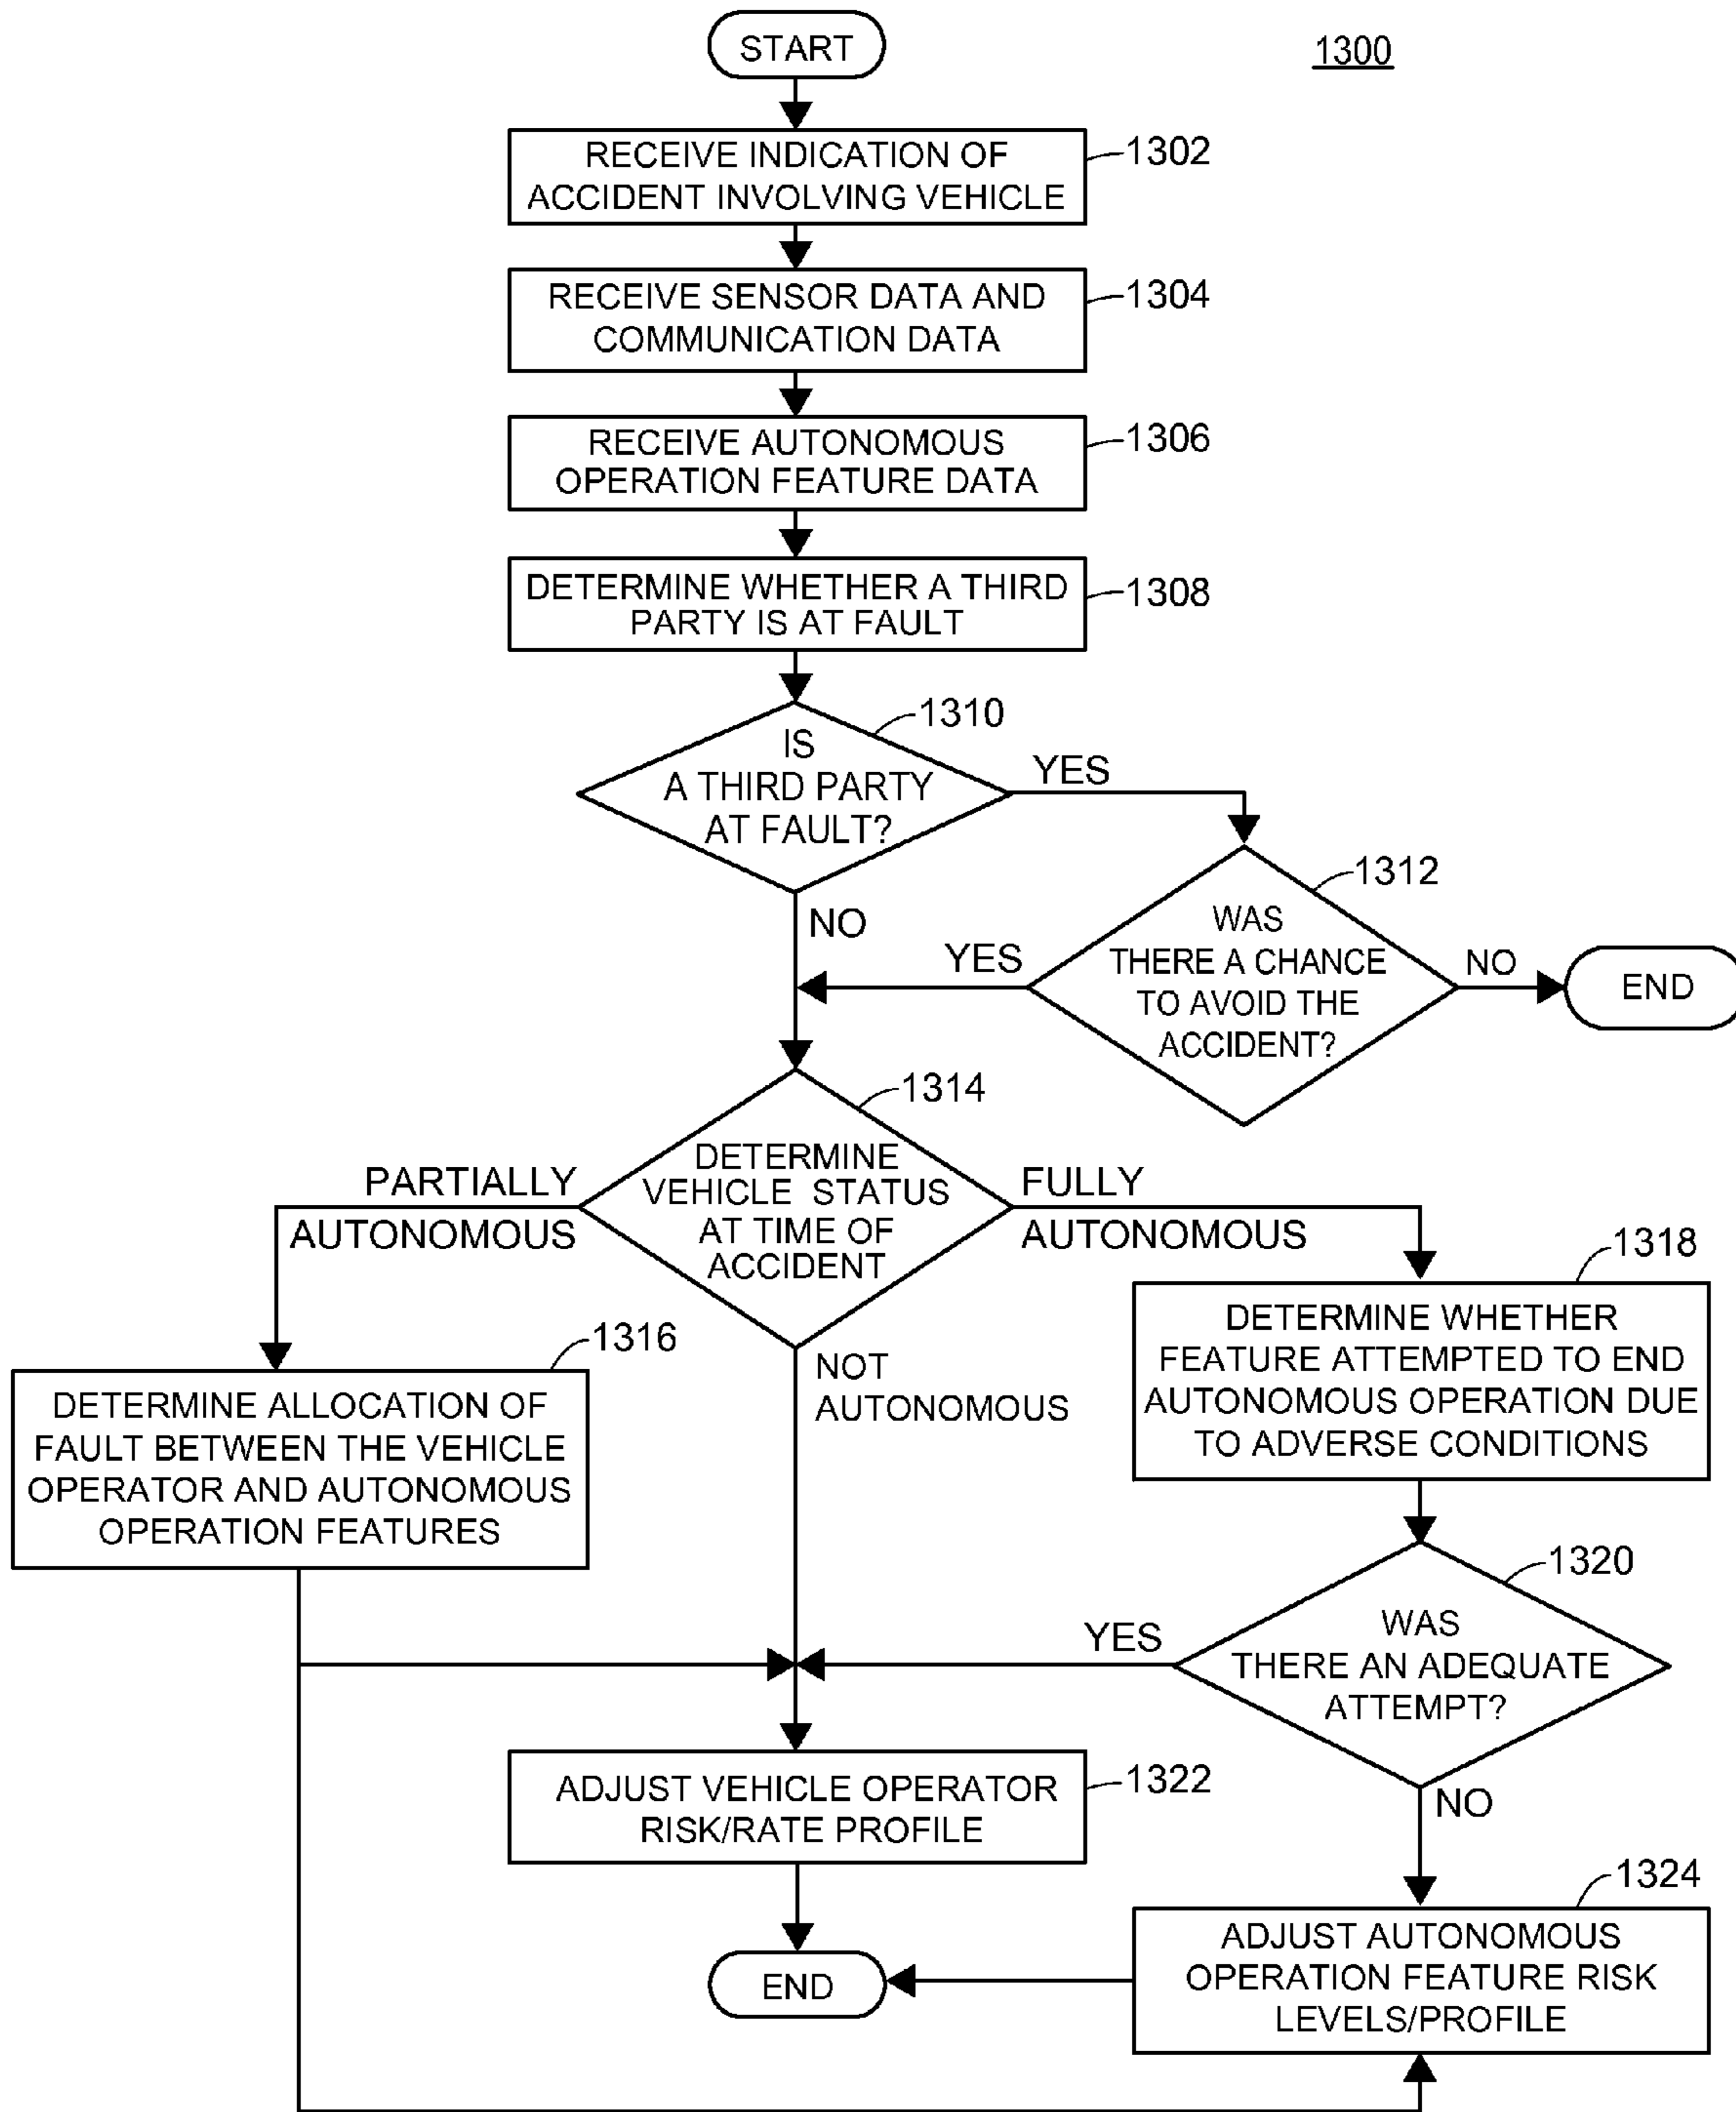 START
1300
RECEIVE INDICATION OF
ACCIDENT INVOLVING VEHICLE
1302
RECEIVE SENSOR DATA AND
COMMUNICATION DATA
1304
RECEIVE AUTONOMOUS
OPERATION FEATURE DATA
1306
DETERMINE WHETHER A THIRD
PARTY IS AT FAULT
1308
1310
IS
A THIRD PARTY
AT FAULT?
YES
NO
1312
WAS
THERE A CHANCE
TO AVOID THE
ACCIDENT?
YES
NO
END
1314
DETERMINE
VEHICLE STATUS
AT TIME OF
ACCIDENT
PARTIALLY
AUTONOMOUS
FULLY
AUTONOMOUS
NOT
AUTONOMOUS
1316
DETERMINE ALLOCATION OF
FAULT BETWEEN THE VEHICLE
OPERATOR AND AUTONOMOUS
OPERATION FEATURES
1318
DETERMINE WHETHER
FEATURE ATTEMPTED TO END
AUTONOMOUS OPERATION DUE
TO ADVERSE CONDITIONS
1320
WAS
THERE AN ADEQUATE
ATTEMPT?
YES
NO
ADJUST VEHICLE OPERATOR
RISK/RATE PROFILE
1322
1324
ADJUST AUTONOMOUS
OPERATION FEATURE RISK
LEVELS/PROFILE
END